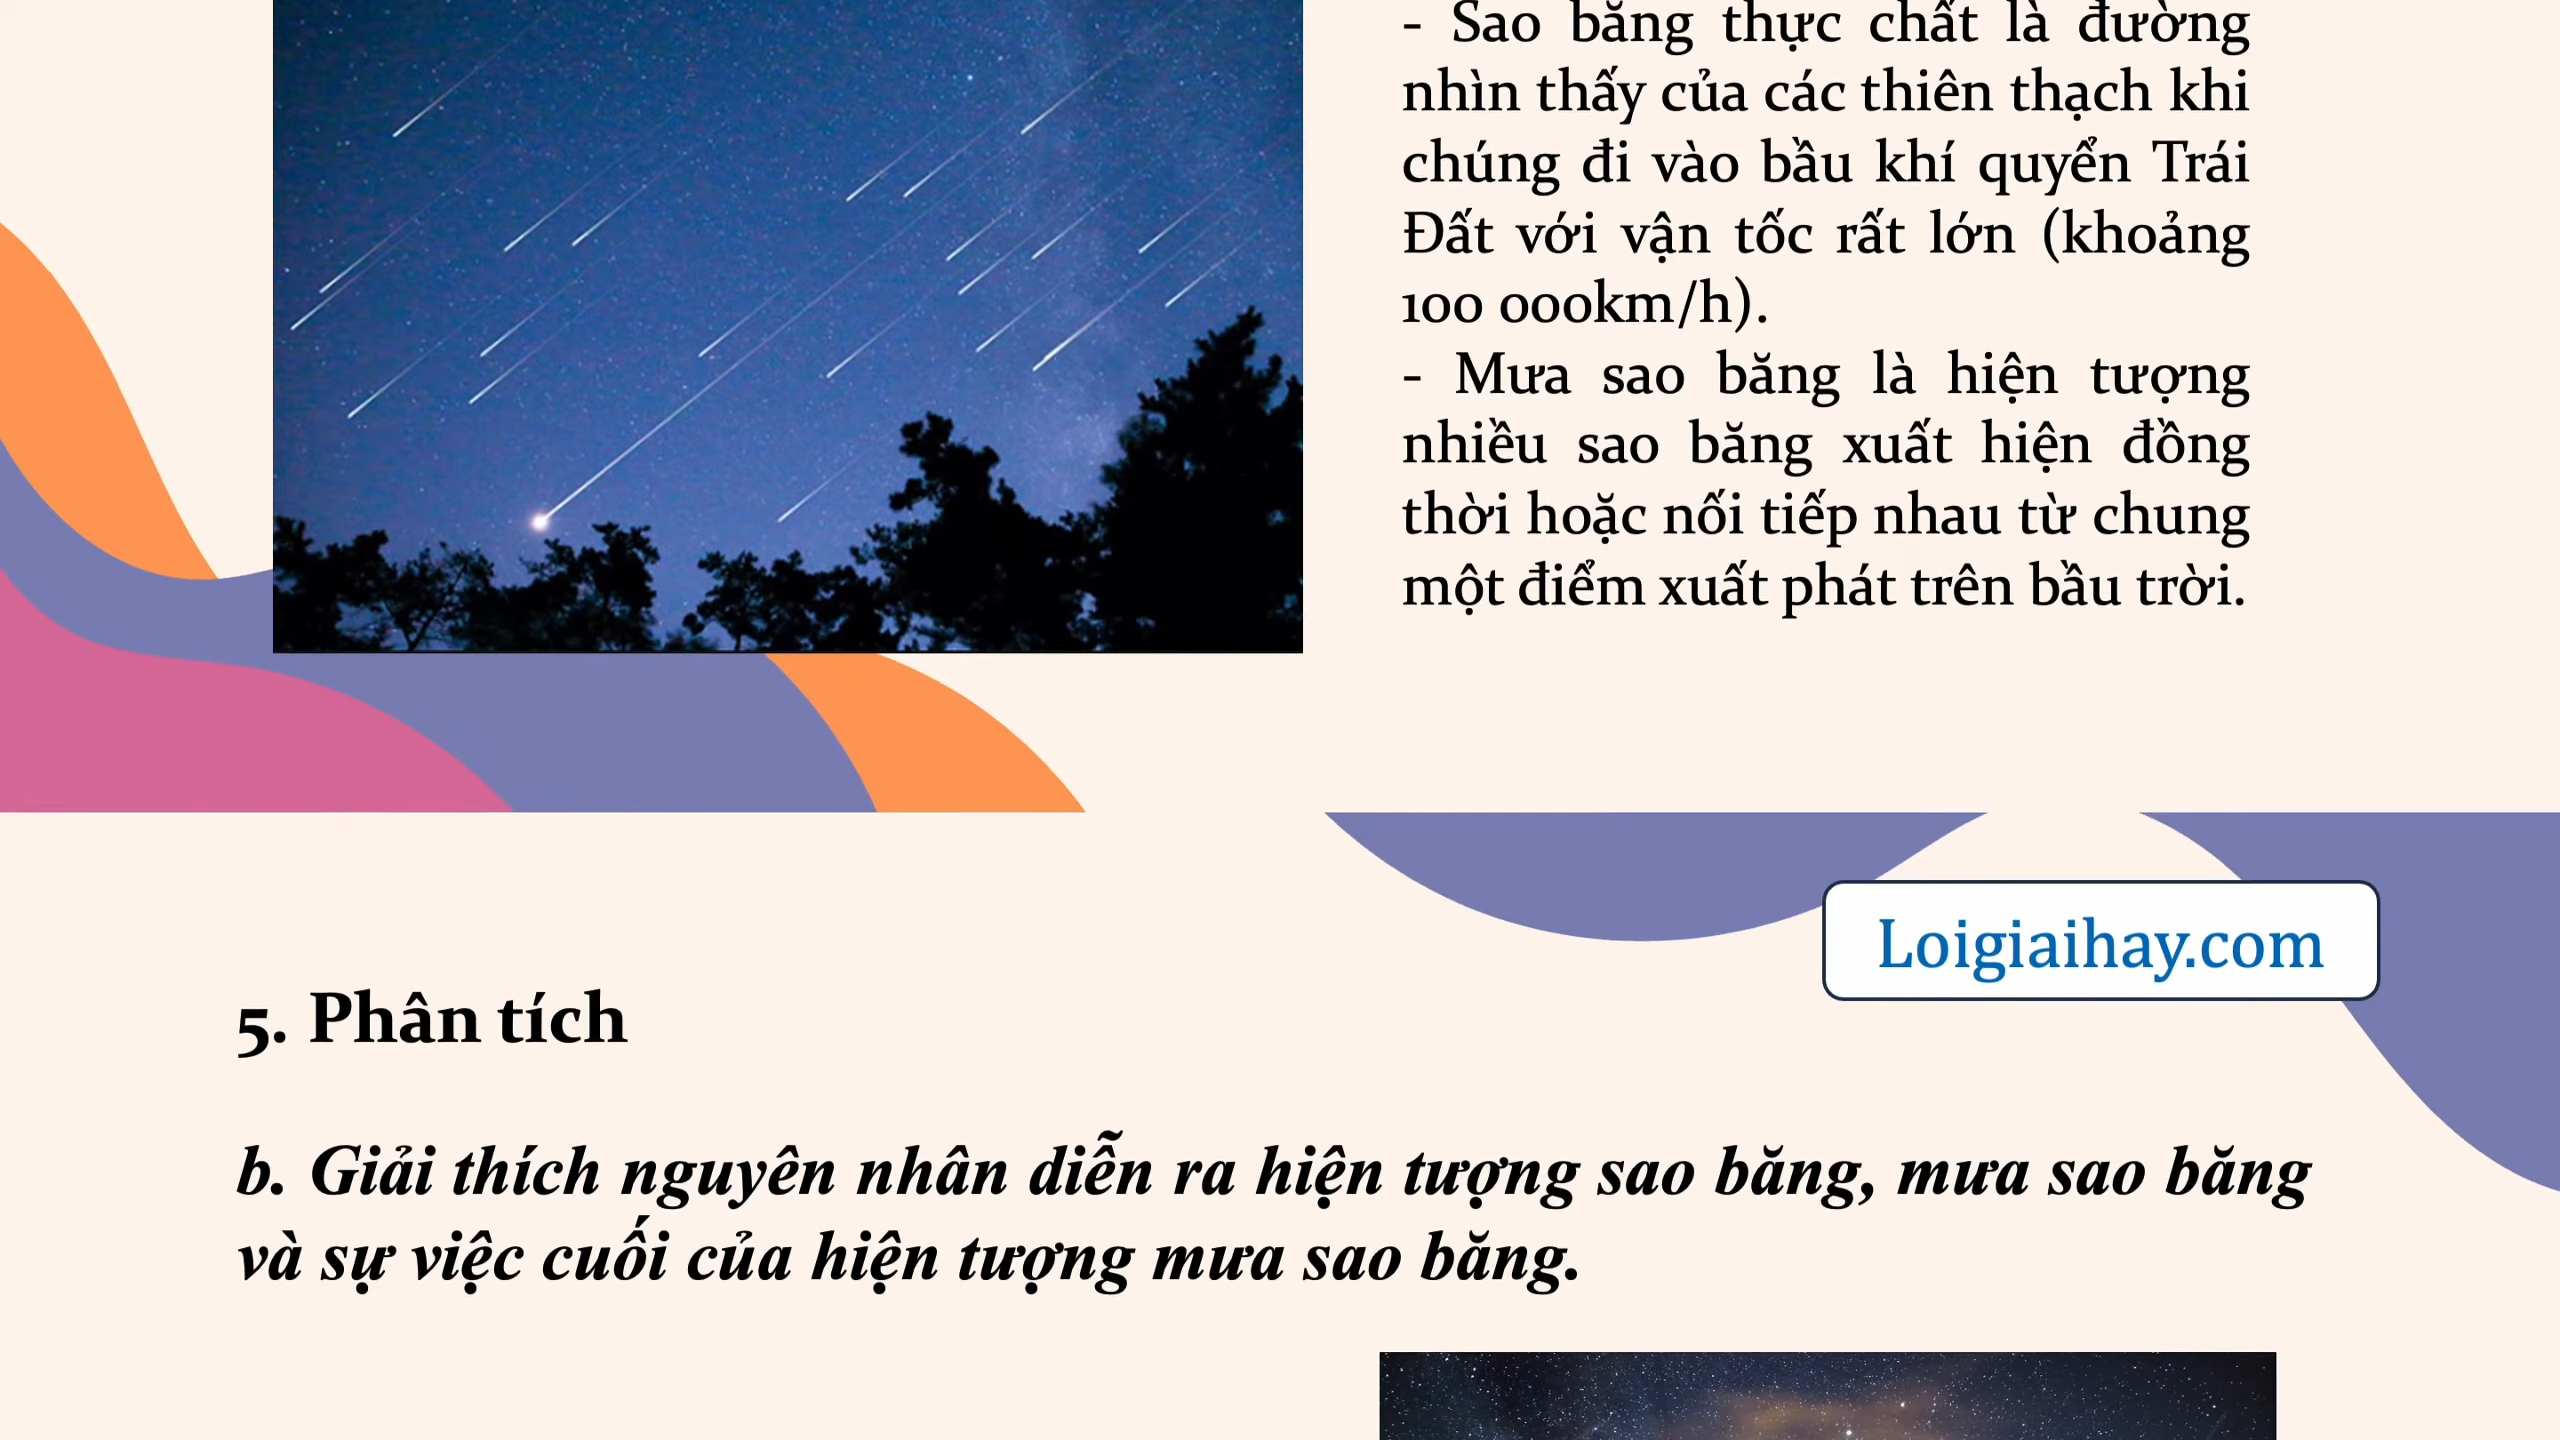 - Sao băng thực chất là đường
nhìn thấy của các thiên thạch khi
chúng đi vào bầu khí quyển Trái
Đất với vận tốc rất lớn (khoảng
100 000km/h).
- Mưa sao băng là hiện tượng
nhiều sao băng xuất hiện đồng
thời hoặc nối tiếp nhau từ chung
một điểm xuất phát trên bầu trời.
Loigiaihay.com
5. Phân tích
b. Giải thích nguyên nhân diễn ra hiện tượng sao băng, mưa sao băng
và sự việc cuối của hiện tượng mưa sao băng.